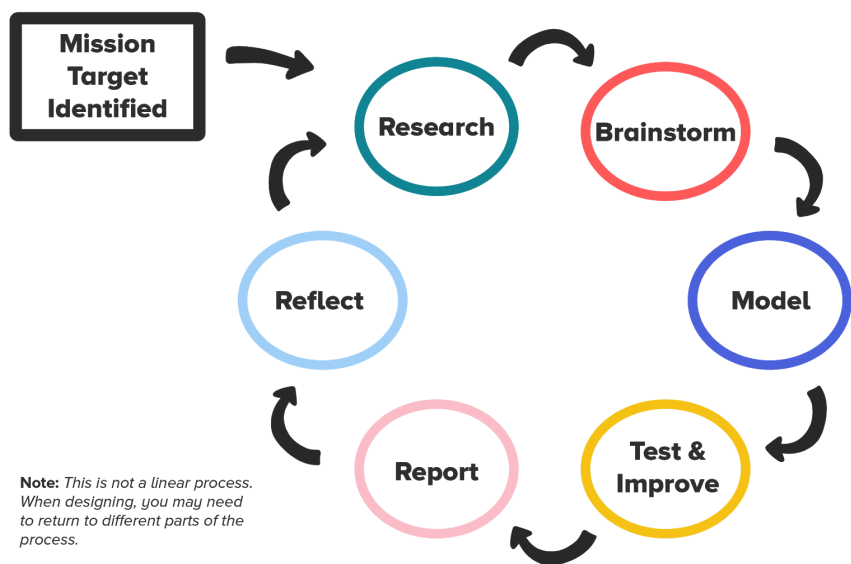 Mission
Target
Identified
Research
Brainstorm
Model
Test &
Improve
Report
Reflect
Note: This is not a linear process.
When designing, you may need
to return to different parts of the
process.